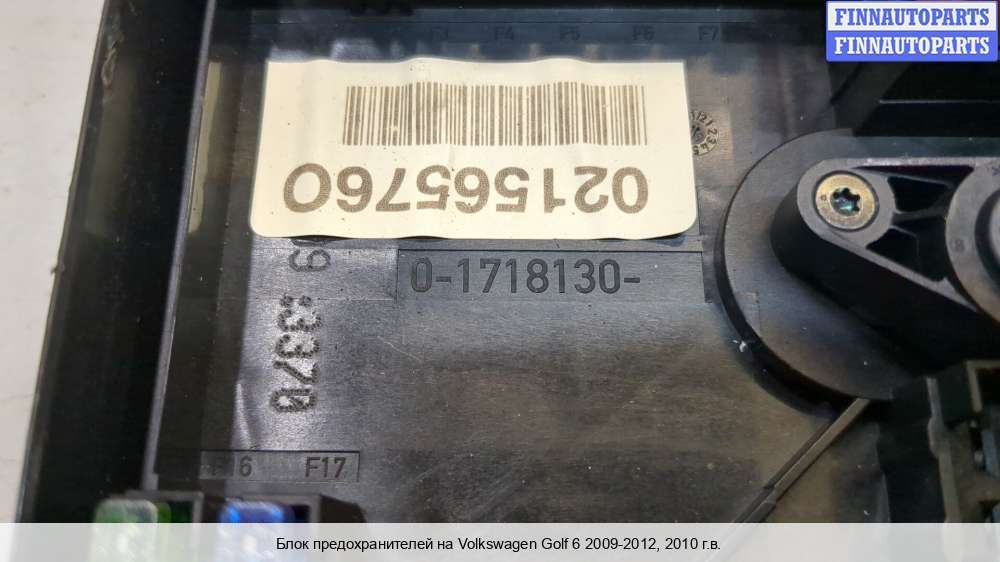 FINNAUTOPARTS
FINNAUTOPARTS
F3 F4 F5 F6 F7
021565760
0-1718130-
F16 F17
Блок предохранителей на Volkswagen Golf 6 2009-2012, 2010 г.в.